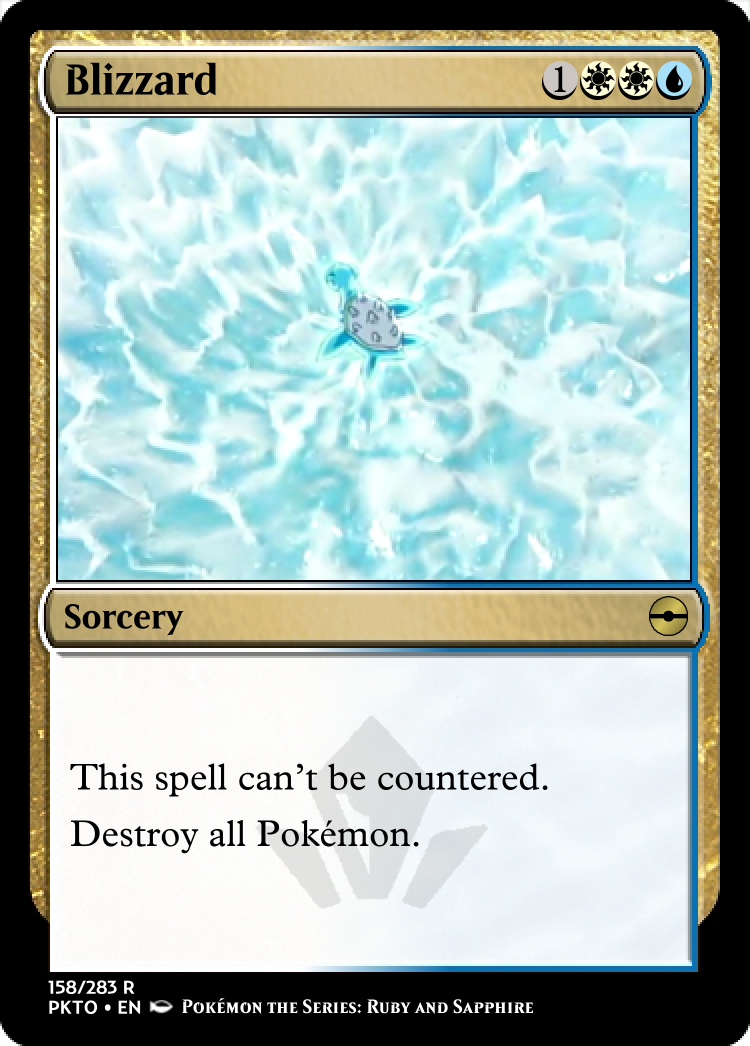 Blizzard 1
Sorcery
This spell can't be countered.
Destroy all Pokémon.
158/283 R
PKTO • EN Pokémon the Series: Ruby and Sapphire